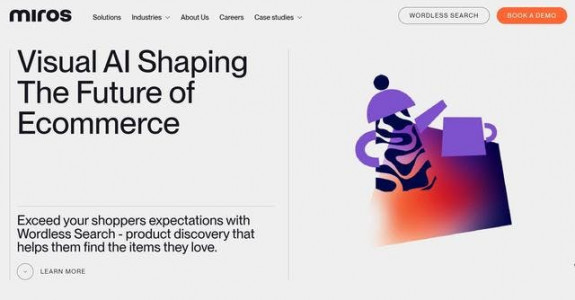 miros
Solutions Industries About Us Careers Case studies
WORDLESS SEARCH
BOOK A DEMO
Visual AI Shaping
The Future of
Ecommerce
Exceed your shoppers expectations with
Wordless Search - product discovery that
helps them find the items they love.
LEARN MORE